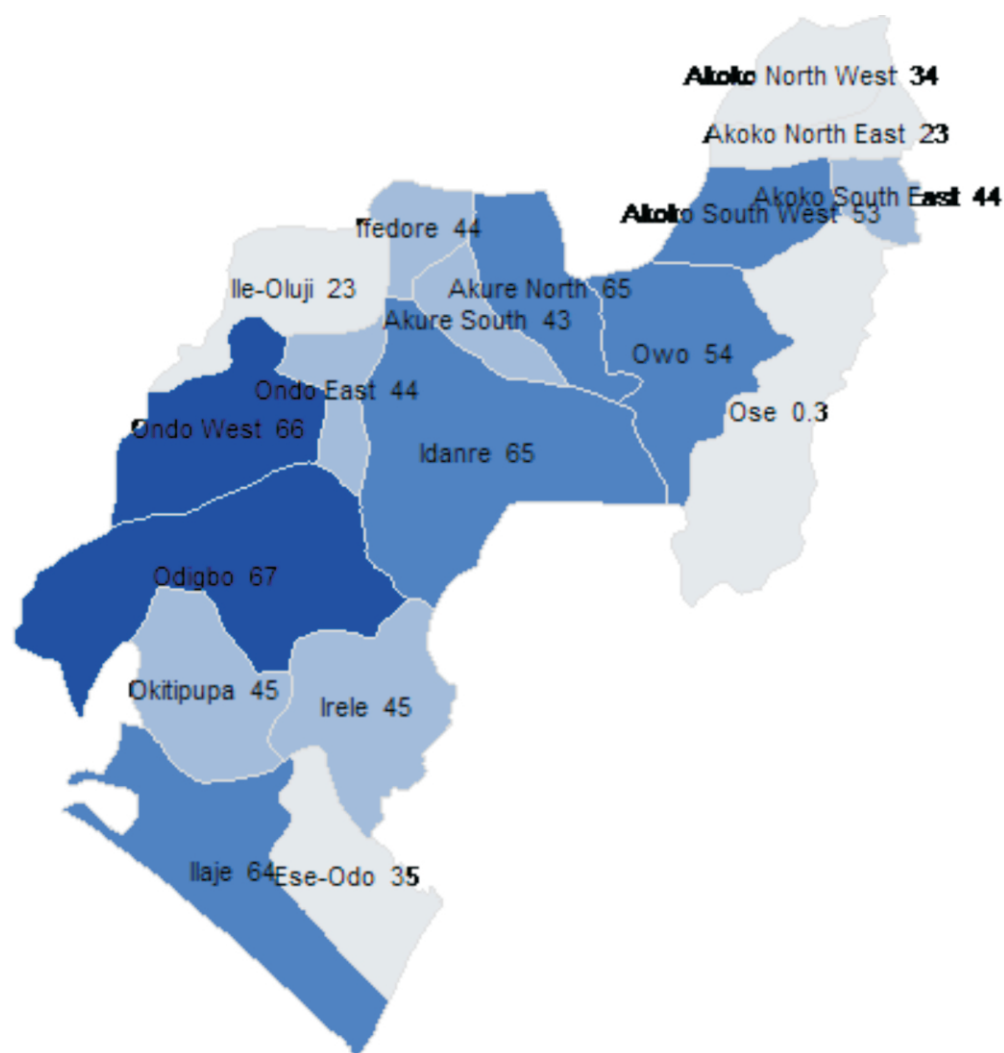 Akoko North West 34
Akoko North East 23
Akoko South East 44
Akoko South West 53
Ifedore 44
Ile-Oluji 23
Akure North 65
Akure South 43
Owo 54
Ondo East 44
Ose 0.3
Ondo West 66
Idanre 65
Odigbo 67
Okitipupa 45
Irele 45
Ilaje 64
Ese-Odo 35